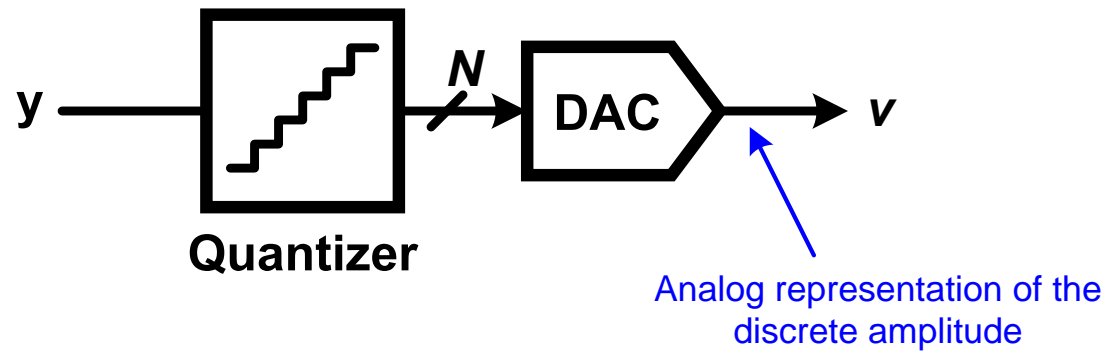 y
N
DAC
v
Quantizer
Analog representation of the
discrete amplitude